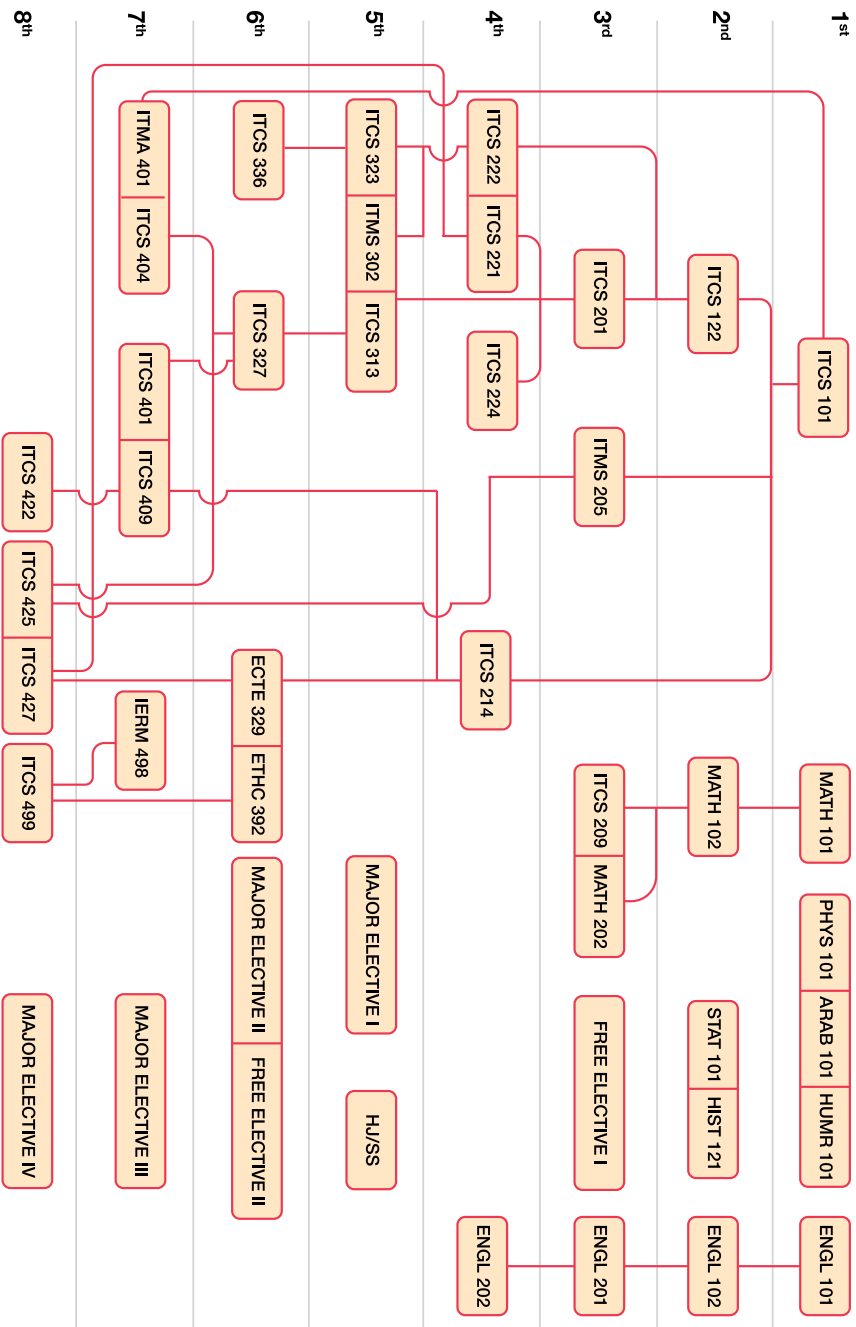 1st
ITCS 101
MATH 101
PHYS 101
ARAB 101
HUMR 101
ENGL 101
2nd
ITCS 122
MATH 102
STAT 101
HIST 121
ENGL 102
3rd
ITCS 201
ITMS 205
ITCS 209
MATH 202
FREE ELECTIVE I
ENGL 201
4th
ITCS 222
ITCS 221
ITCS 224
ITCS 214
ENGL 202
5th
ITCS 323
ITMS 302
ITCS 313
MAJOR ELECTIVE I
HJ/SS
6th
ITCS 336
ITCS 327
ECTE 329
ETHC 392
MAJOR ELECTIVE II
FREE ELECTIVE II
7th
ITMA 401
ITCS 404
ITCS 401
ITCS 409
IERM 498
MAJOR ELECTIVE III
8th
ITCS 422
ITCS 425
ITCS 427
ITCS 499
MAJOR ELECTIVE IV